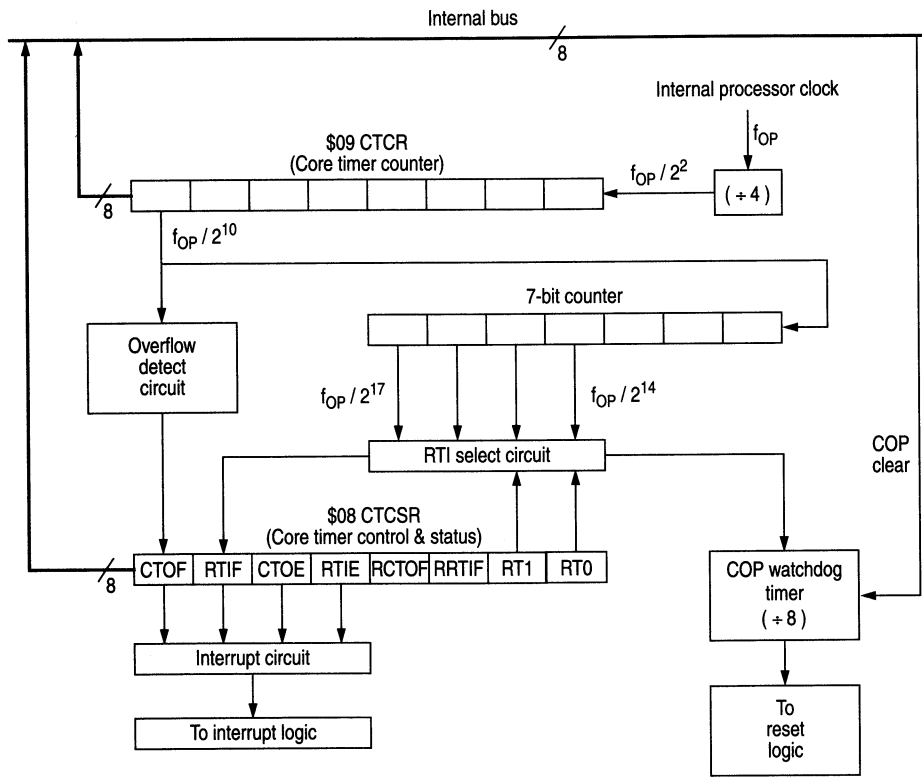 Internal bus
8
Internal processor clock
fOP
$09 CTCR
(Core timer counter)
fOP / 2²
( ÷ 4 )
8
fOP / 2¹⁰
7-bit counter
Overflow
detect
circuit
fOP / 2¹⁷
fOP / 2¹⁴
RTI select circuit
COP
clear
$08 CTCSR
(Core timer control & status)
8
CTOF RTIF CTOE RTIE RCTOF RRTIF RT1 RT0
COP watchdog
timer
( ÷ 8 )
Interrupt circuit
To interrupt logic
To
reset
logic